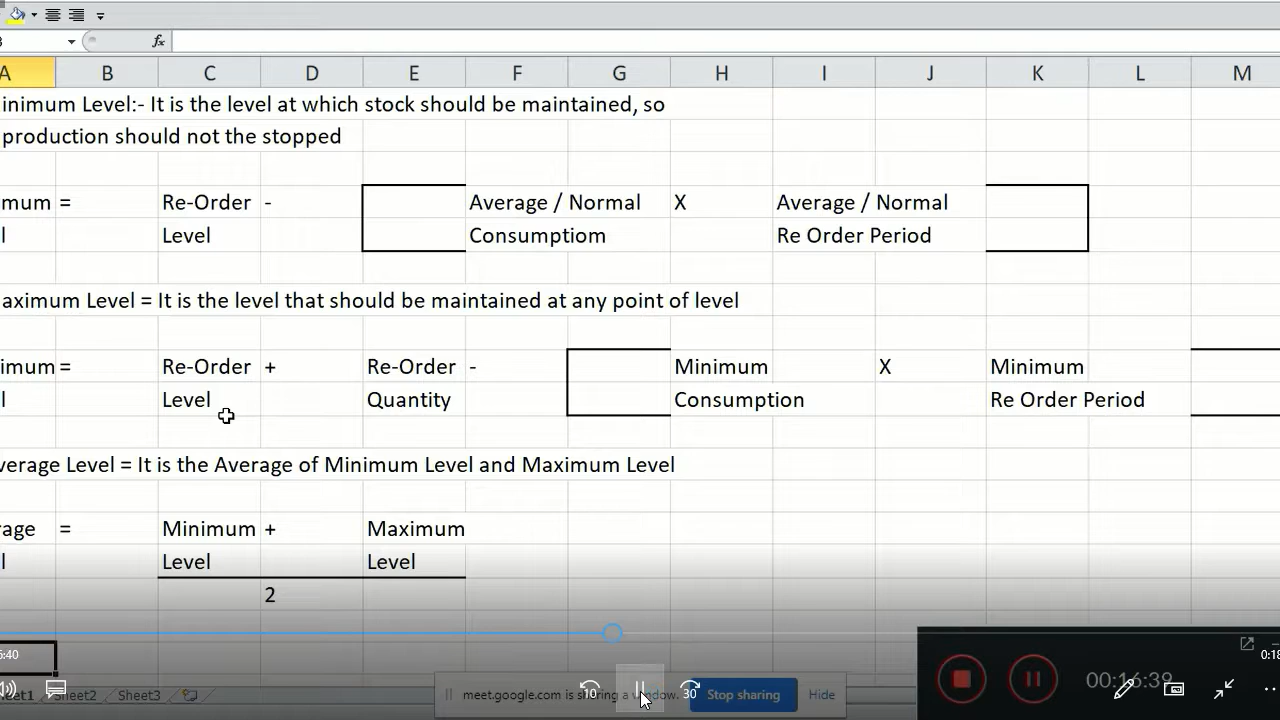 fx
A B C D E F G H I J K L M
inimum Level:- It is the level at which stock should be maintained, so
production should not the stopped
mum = Re-Order - Average / Normal X Average / Normal
l Level Consumptiom Re Order Period
aximum Level = It is the level that should be maintained at any point of level
imum = Re-Order + Re-Order - Minimum X Minimum
l Level Quantity Consumption Re Order Period
verage Level = It is the Average of Minimum Level and Maximum Level
rage = Minimum + Maximum
l Level Level
2
6:40
0:18
et1 Sheet2 Sheet3
meet.google.com is sharing a window. Stop sharing Hide
10 30
00:16:39